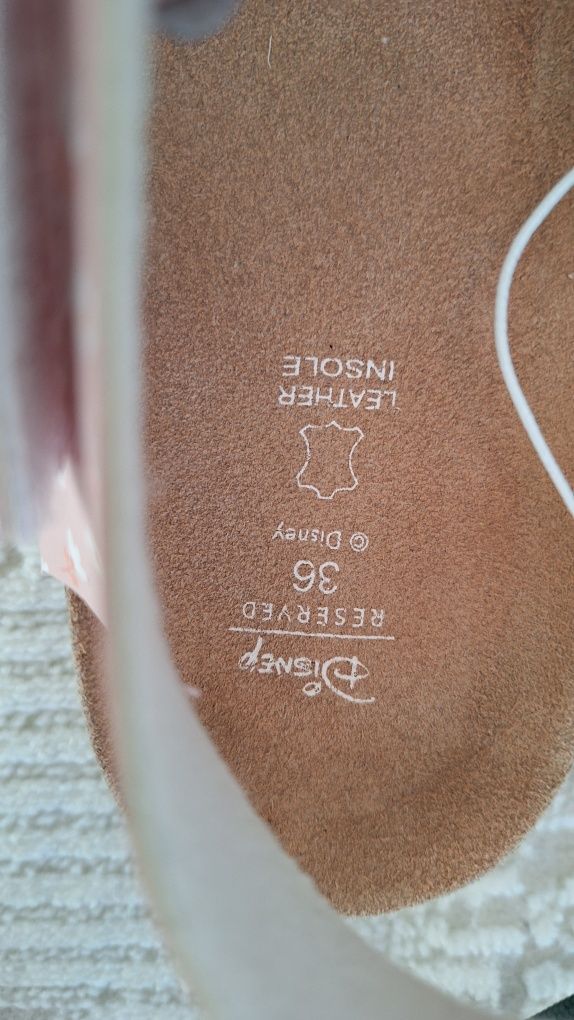 Disney
RESERVED
36
© Disney
LEATHER
INSOLE